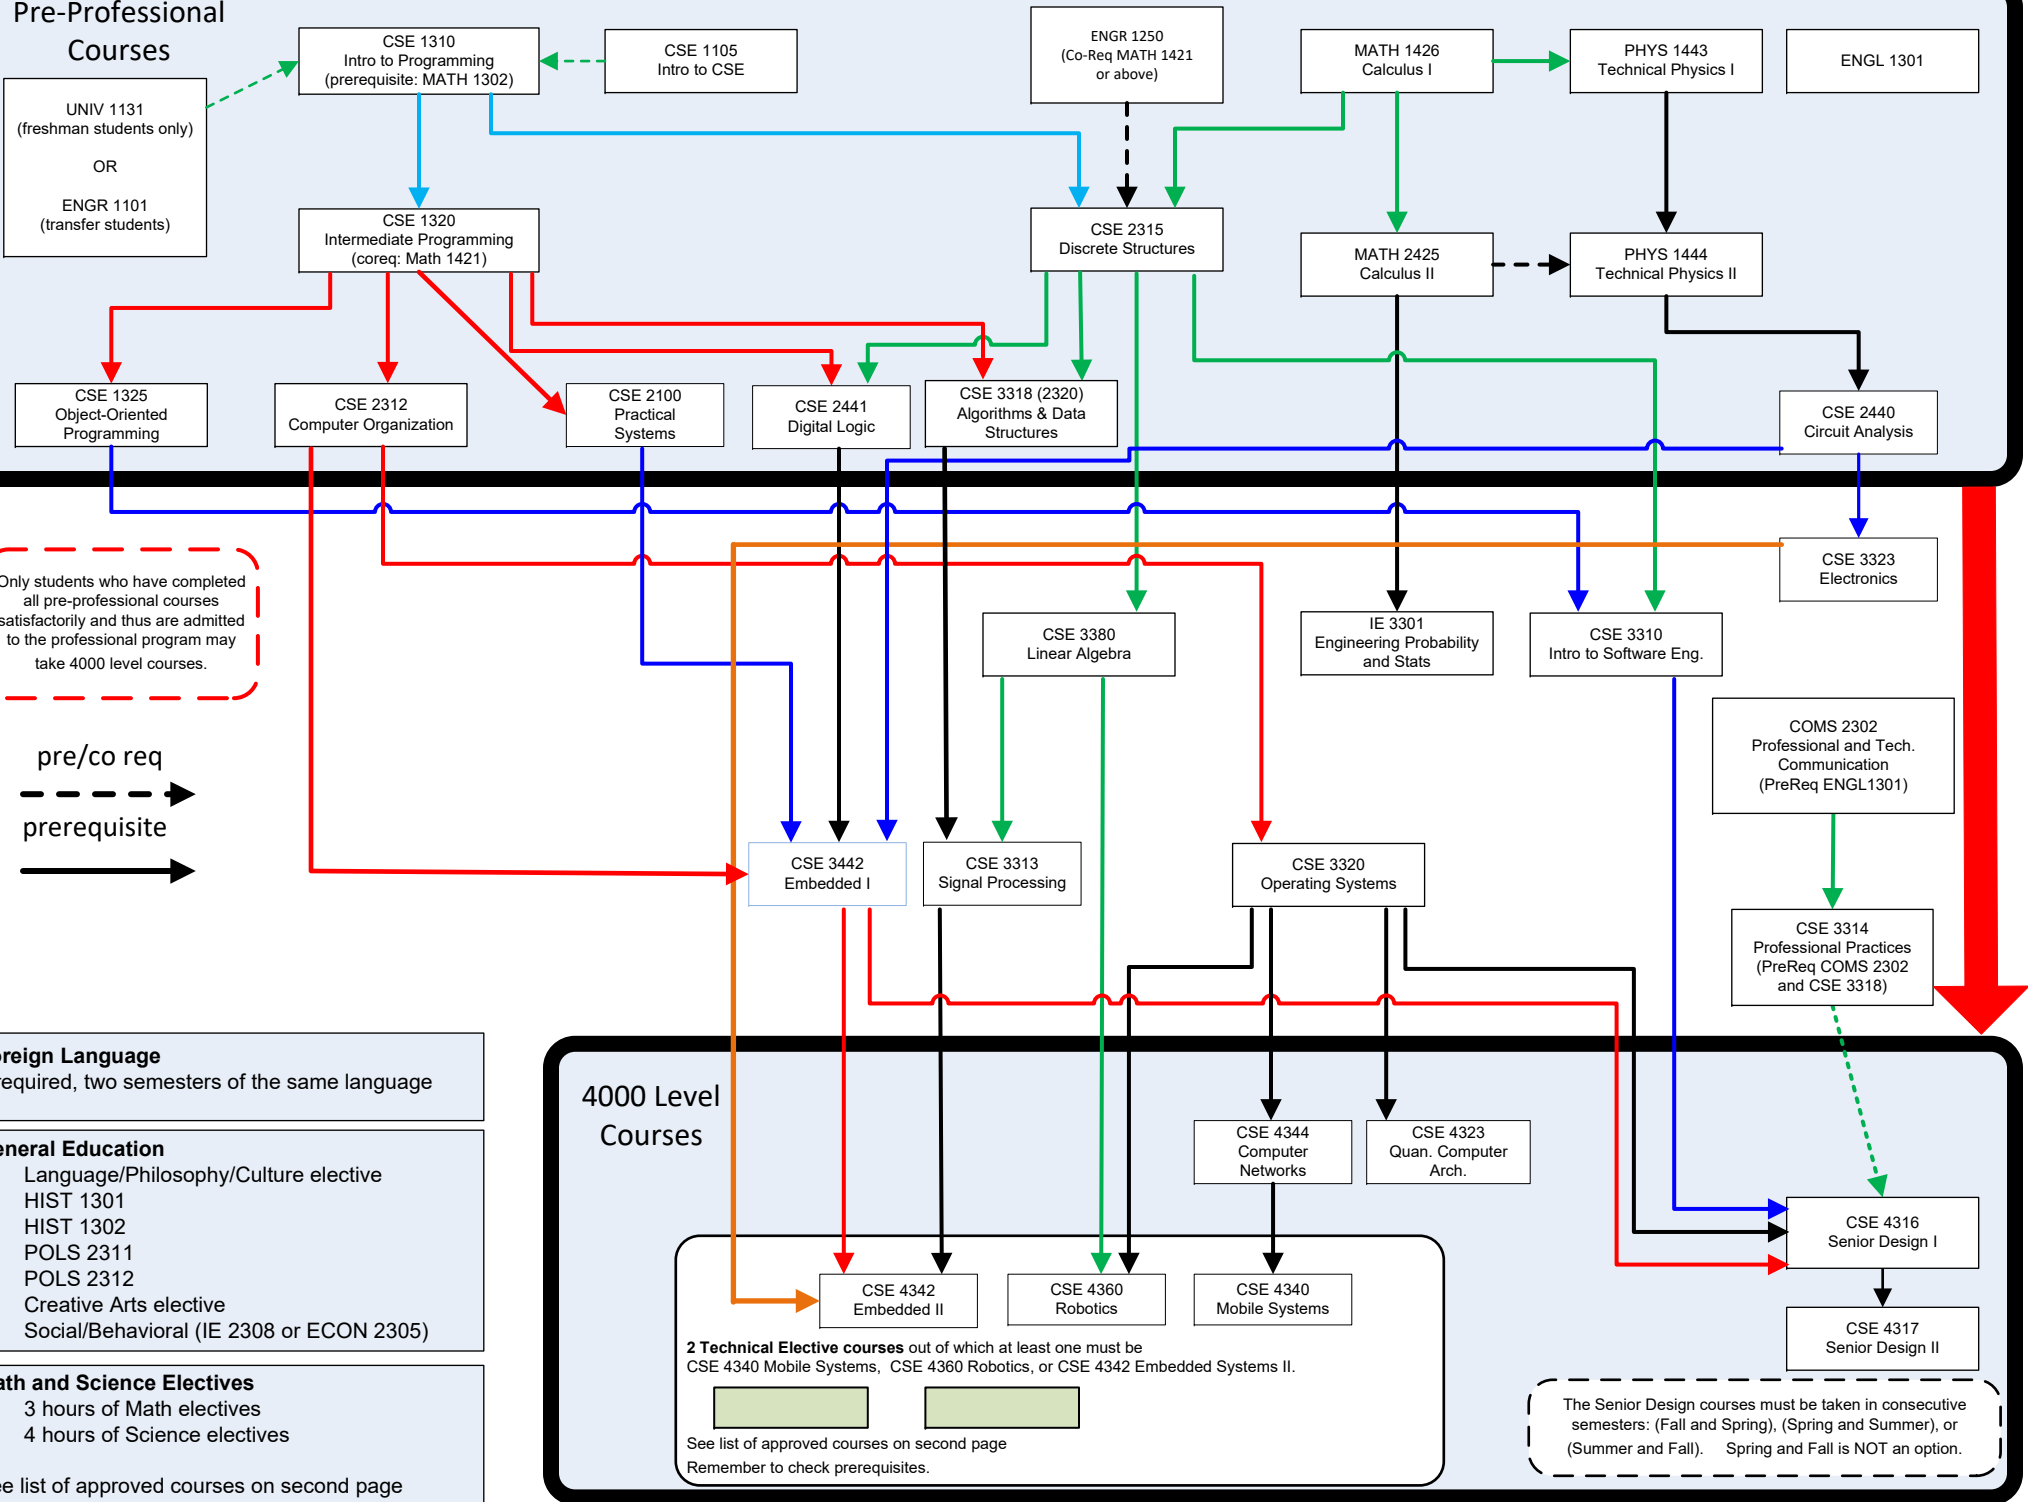 Pre-Professional
Courses
CSE 1310
Intro to Programming
(prerequisite: MATH 1302)
CSE 1105
Intro to CSE
ENGR 1250
(Co-Req MATH 1421
or above)
MATH 1426
Calculus I
PHYS 1443
Technical Physics I
ENGL 1301
UNIV 1131
(freshman students only)
OR
ENGR 1101
(transfer students)
CSE 1320
Intermediate Programming
(coreq: Math 1421)
CSE 2315
Discrete Structures
MATH 2425
Calculus II
PHYS 1444
Technical Physics II
CSE 1325
Object-Oriented
Programming
CSE 2312
Computer Organization
CSE 2100
Practical
Systems
CSE 2441
Digital Logic
CSE 3318 (2320)
Algorithms & Data
Structures
CSE 2440
Circuit Analysis
Only students who have completed
all pre-professional courses
satisfactorily and thus are admitted
to the professional program may
take 4000 level courses.
CSE 3323
Electronics
CSE 3380
Linear Algebra
IE 3301
Engineering Probability
and Stats
CSE 3310
Intro to Software Eng.
COMS 2302
Professional and Tech.
Communication
(PreReq ENGL1301)
pre/co req
prerequisite
CSE 3442
Embedded I
CSE 3313
Signal Processing
CSE 3320
Operating Systems
CSE 3314
Professional Practices
(PreReq COMS 2302
and CSE 3318)
reign Language
required, two semesters of the same language
neral Education
Language/Philosophy/Culture elective
HIST 1301
HIST 1302
POLS 2311
POLS 2312
Creative Arts elective
Social/Behavioral (IE 2308 or ECON 2305)
ath and Science Electives
3 hours of Math electives
4 hours of Science electives
e list of approved courses on second page
4000 Level
Courses
CSE 4344
Computer
Networks
CSE 4323
Quan. Computer
Arch.
CSE 4316
Senior Design I
CSE 4342
Embedded II
CSE 4360
Robotics
CSE 4340
Mobile Systems
CSE 4317
Senior Design II
2 Technical Elective courses out of which at least one must be
CSE 4340 Mobile Systems, CSE 4360 Robotics, or CSE 4342 Embedded Systems II.
See list of approved courses on second page
Remember to check prerequisites.
The Senior Design courses must be taken in consecutive
semesters: (Fall and Spring), (Spring and Summer), or
(Summer and Fall). Spring and Fall is NOT an option.